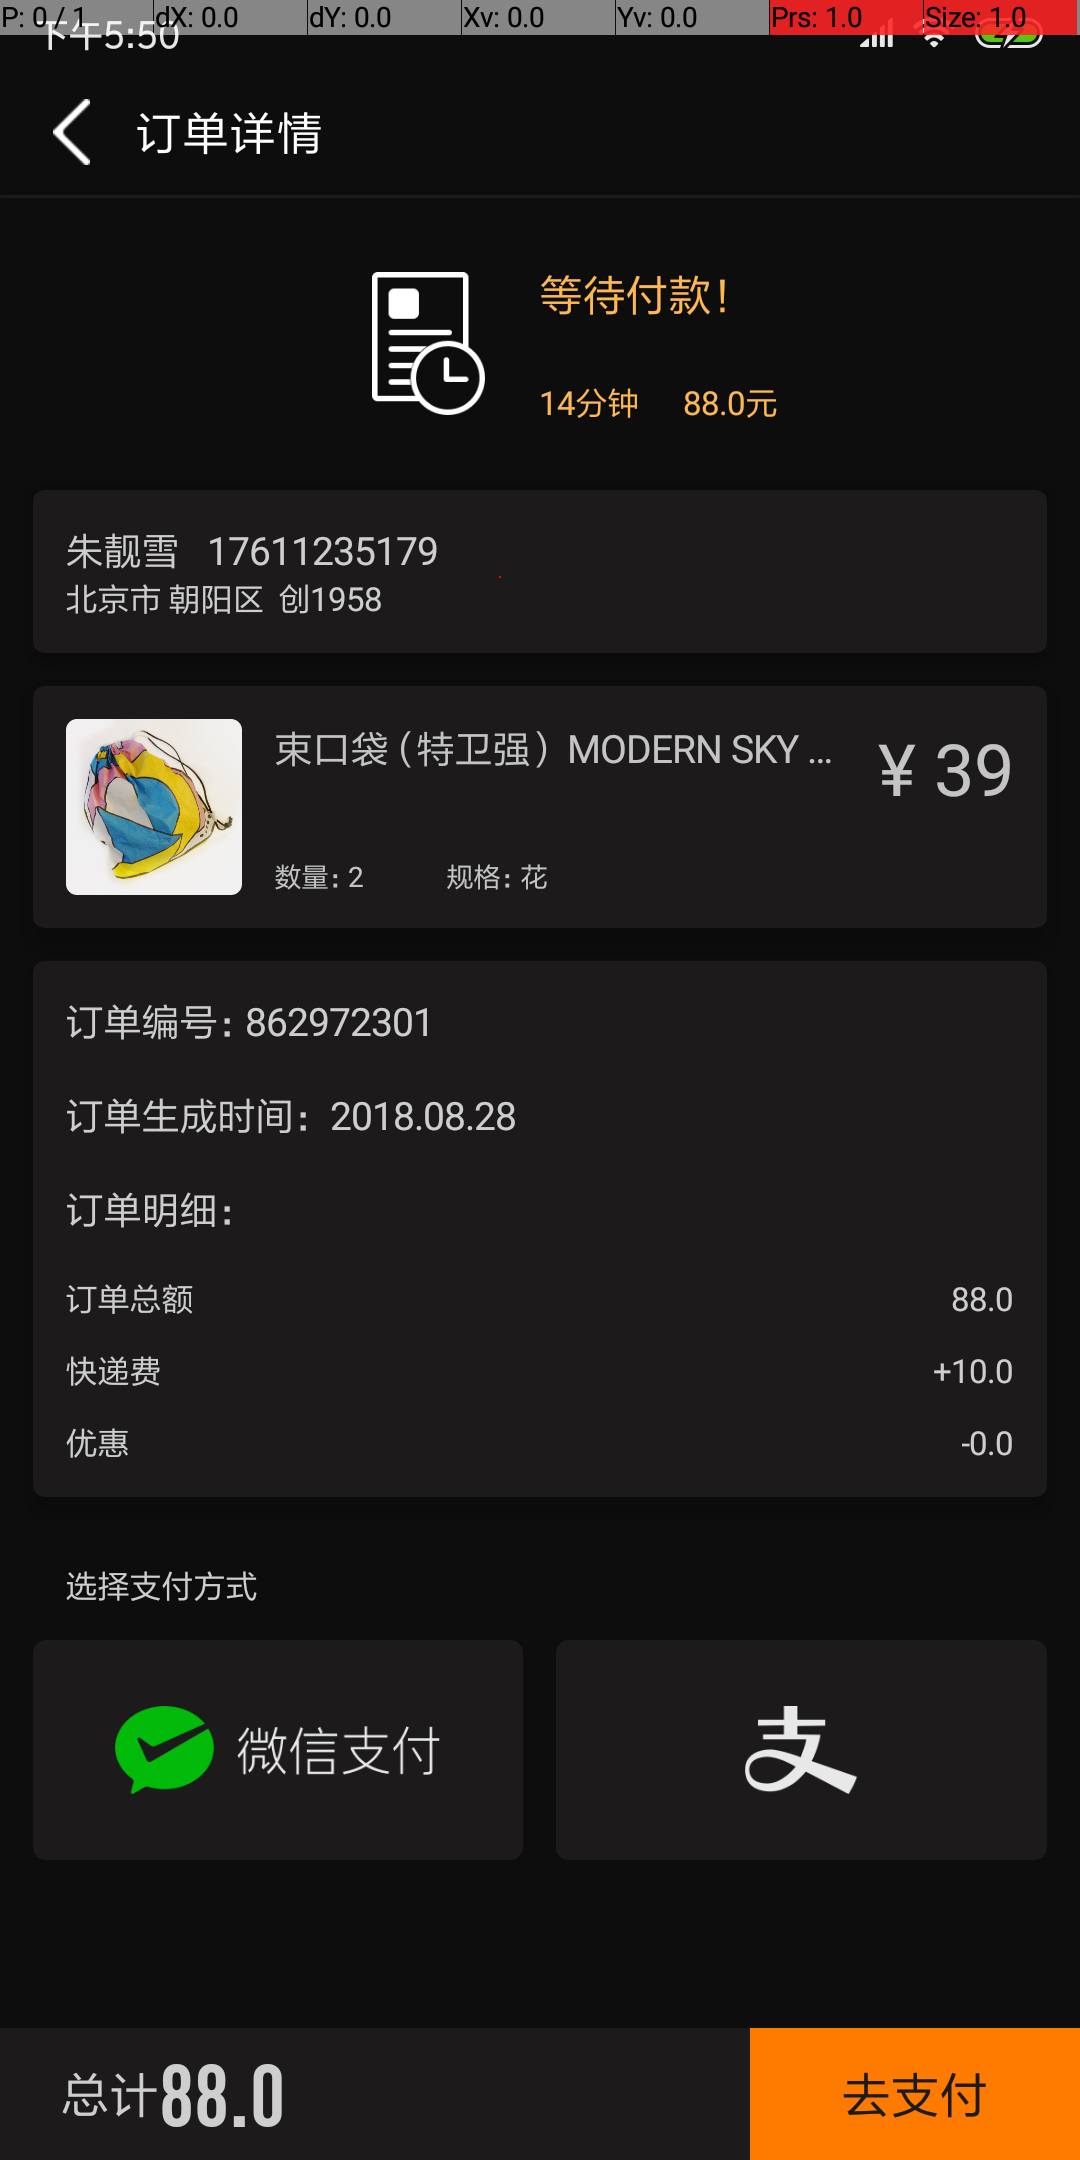 P: 0 / 1 dX: 0.0 dY: 0.0 Xv: 0.0 Yv: 0.0 Prs: 1.0 Size: 1.0
下午5:50
订单详情
等待付款!
14分钟 88.0元
朱靓雪 17611235179
北京市 朝阳区 创1958
束口袋（特卫强）MODERN SKY ...
¥ 39
数量: 2 规格: 花
订单编号: 862972301
订单生成时间: 2018.08.28
订单明细:
订单总额 88.0
快递费 +10.0
优惠 -0.0
选择支付方式
微信支付
支
总计88.0
去支付